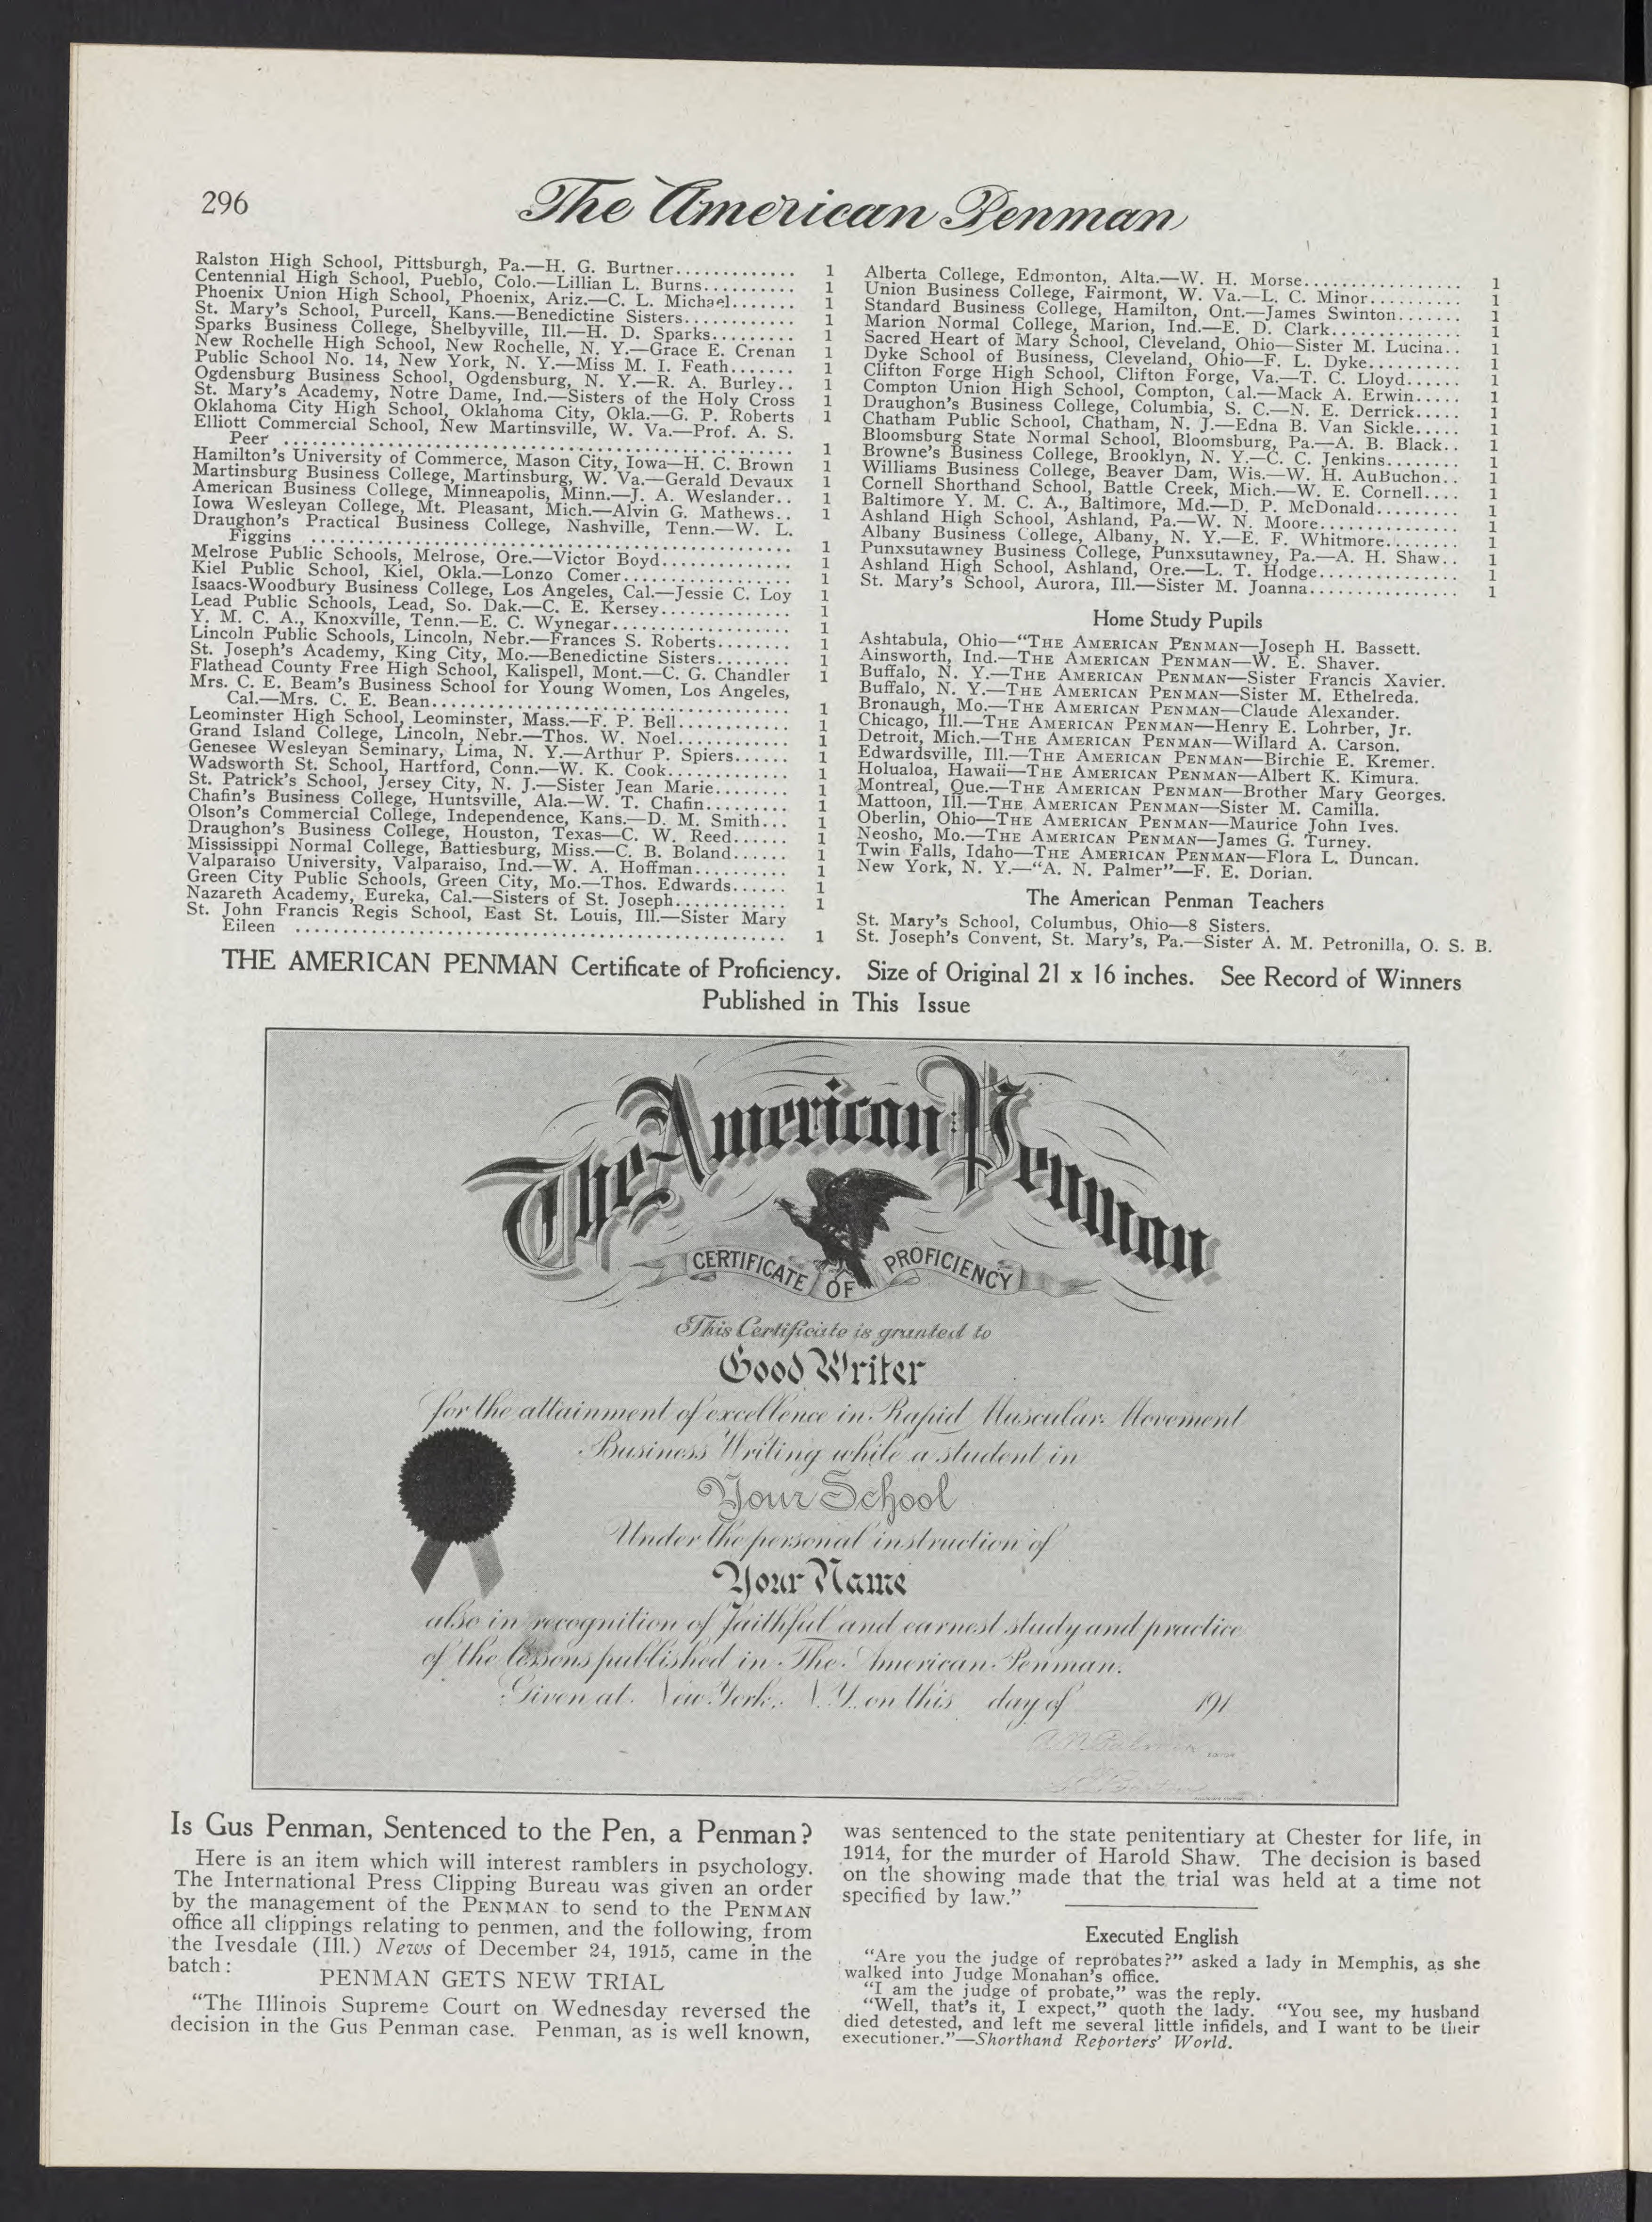 296
The American Penman
Ralston High School, Pittsburgh, Pa.—H. G. Burtner............. 1
Centennial High School, Pueblo, Colo.—Lillian L. Burns.......... 1
Phoenix Union High School, Phoenix, Ariz.—C. L. Michael....... 1
St. Mary's School, Purcell, Kans.—Benedictine Sisters............ 1
Sparks Business College, Shelbyville, Ill.—H. D. Sparks......... 1
New Rochelle High School, New Rochelle, N. Y.—Grace E. Crenan 1
Public School No. 14, New York, N. Y.—Miss M. I. Feath....... 1
Ogdensburg Business School, Ogdensburg, N. Y.—R. A. Burley.. 1
St. Mary's Academy, Notre Dame, Ind.—Sisters of the Holy Cross 1
Oklahoma City High School, Oklahoma City, Okla.—G. P. Roberts 1
Elliott Commercial School, New Martinsville, W. Va.—Prof. A. S.
Peer .................................................... 1
Hamilton's University of Commerce, Mason City, Iowa—H. C. Brown 1
Martinsburg Business College, Martinsburg, W. Va.—Gerald Devaux 1
American Business College, Minneapolis, Minn.—J. A. Weslander.. 1
Iowa Wesleyan College, Mt. Pleasant, Mich.—Alvin G. Mathews.. 1
Draughon's Practical Business College, Nashville, Tenn.—W. L.
Figgins .................................................. 1
Melrose Public Schools, Melrose, Ore.—Victor Boyd.............. 1
Kiel Public School, Kiel, Okla.—Lonzo Comer.................. 1
Isaacs-Woodbury Business College, Los Angeles, Cal.—Jessie C. Loy 1
Lead Public Schools, Lead, So. Dak.—C. E. Kersey.............. 1
Y. M. C. A., Knoxville, Tenn.—E. C. Wynegar................... 1
Lincoln Public Schools, Lincoln, Nebr.—Frances S. Roberts........ 1
St. Joseph's Academy, King City, Mo.—Benedictine Sisters........ 1
Flathead County Free High School, Kalispell, Mont.—C. G. Chandler 1
Mrs. C. E. Beam's Business School for Young Women, Los Angeles,
Cal.—Mrs. C. E. Bean........................................ 1
Leominster High School, Leominster, Mass.—F. P. Bell............ 1
Grand Island College, Lincoln, Nebr.—Thos. W. Noel............ 1
Genesee Wesleyan Seminary, Lima, N. Y.—Arthur P. Spiers...... 1
Wadsworth St. School, Hartford, Conn.—W. K. Cook............. 1
St. Patrick's School, Jersey City, N. J.—Sister Jean Marie........ 1
Chafin's Business College, Huntsville, Ala.—W. T. Chafin......... 1
Olson's Commercial College, Independence, Kans.—D. M. Smith... 1
Draughon's Business College, Houston, Texas—C. W. Reed...... 1
Mississippi Normal College, Battiesburg, Miss.—C. B. Boland...... 1
Valparaiso University, Valparaiso, Ind.—W. A. Hoffman.......... 1
Green City Public Schools, Green City, Mo.—Thos. Edwards...... 1
Nazareth Academy, Eureka, Cal.—Sisters of St. Joseph............ 1
St. John Francis Regis School, East St. Louis, Ill.—Sister Mary
Eileen .................................................... 1
Alberta College, Edmonton, Alta.—W. H. Morse................. 1
Union Business College, Fairmont, W. Va.—L. C. Minor.......... 1
Standard Business College, Hamilton, Ont.—James Swinton....... 1
Marion Normal College, Marion, Ind.—E. D. Clark.............. 1
Sacred Heart of Mary School, Cleveland, Ohio—Sister M. Lucina.. 1
Dyke School of Business, Cleveland, Ohio—F. L. Dyke.......... 1
Clifton Forge High School, Clifton Forge, Va.—T. C. Lloyd...... 1
Compton Union High School, Compton, Cal.—Mack A. Erwin..... 1
Draughon's Business College, Columbia, S. C.—N. E. Derrick..... 1
Chatham Public School, Chatham, N. J.—Edna B. Van Sickle..... 1
Bloomsburg State Normal School, Bloomsburg, Pa.—A. B. Black.. 1
Browne's Business College, Brooklyn, N. Y.—C. C. Jenkins........ 1
Williams Business College, Beaver Dam, Wis.—W. H. AuBuchon.. 1
Cornell Shorthand School, Battle Creek, Mich.—W. E. Cornell.... 1
Baltimore Y. M. C. A., Baltimore, Md.—D. P. McDonald......... 1
Ashland High School, Ashland, Pa.—W. N. Moore............... 1
Albany Business College, Albany, N. Y.—E. F. Whitmore........ 1
Punxsutawney Business College, Punxsutawney, Pa.—A. H. Shaw.. 1
Ashland High School, Ashland, Ore.—L. T. Hodge............... 1
St. Mary's School, Aurora, Ill.—Sister M. Joanna................ 1
Home Study Pupils
Ashtabula, Ohio—"THE AMERICAN PENMAN—Joseph H. Bassett.
Ainsworth, Ind.—THE AMERICAN PENMAN—W. E. Shaver.
Buffalo, N. Y.—THE AMERICAN PENMAN—Sister Francis Xavier.
Buffalo, N. Y.—THE AMERICAN PENMAN—Sister M. Ethelreda.
Bronaugh, Mo.—THE AMERICAN PENMAN—Claude Alexander.
Chicago, Ill.—THE AMERICAN PENMAN—Henry E. Lohrber, Jr.
Detroit, Mich.—THE AMERICAN PENMAN—Willard A. Carson.
Edwardsville, Ill.—THE AMERICAN PENMAN—Birchie E. Kremer.
Holualoa, Hawaii—THE AMERICAN PENMAN—Albert K. Kimura.
Montreal, Que.—THE AMERICAN PENMAN—Brother Mary Georges.
Mattoon, Ill.—THE AMERICAN PENMAN—Sister M. Camilla.
Oberlin, Ohio—THE AMERICAN PENMAN—Maurice John Ives.
Neosho, Mo.—THE AMERICAN PENMAN—James G. Turney.
Twin Falls, Idaho—THE AMERICAN PENMAN—Flora L. Duncan.
New York, N. Y.—"A. N. Palmer"—F. E. Dorian.
The American Penman Teachers
St. Mary's School, Columbus, Ohio—8 Sisters.
St. Joseph's Convent, St. Mary's, Pa.—Sister A. M. Petronilla, O. S. B.
THE AMERICAN PENMAN Certificate of Proficiency. Size of Original 21 x 16 inches. See Record of Winners
Published in This Issue
The American Penman
CERTIFICATE OF PROFICIENCY
This Certificate is granted to
Good Writer
for the attainment of excellence in Rapid Muscular Movement
Business Writing while a student in
Your School
Under the personal instruction of
Your Name
also in recognition of faithful and earnest study and practice
of the lessons published in The American Penman.
Given at New York, N.Y. on this day of 191
A. N. Palmer
Is Gus Penman, Sentenced to the Pen, a Penman?
Here is an item which will interest ramblers in psychology.
The International Press Clipping Bureau was given an order
by the management of the PENMAN to send to the PENMAN
office all clippings relating to penmen, and the following, from
the Ivesdale (Ill.) News of December 24, 1915, came in the
batch:
PENMAN GETS NEW TRIAL
"The Illinois Supreme Court on Wednesday reversed the
decision in the Gus Penman case. Penman, as is well known,
was sentenced to the state penitentiary at Chester for life, in
1914, for the murder of Harold Shaw. The decision is based
on the showing made that the trial was held at a time not
specified by law."
Executed English
"Are you the judge of reprobates?" asked a lady in Memphis, as she
walked into Judge Monahan's office.
"I am the judge of probate," was the reply.
"Well, that's it, I expect," quoth the lady. "You see, my husband
died detested, and left me several little infidels, and I want to be their
executioner."—Shorthand Reporters' World.